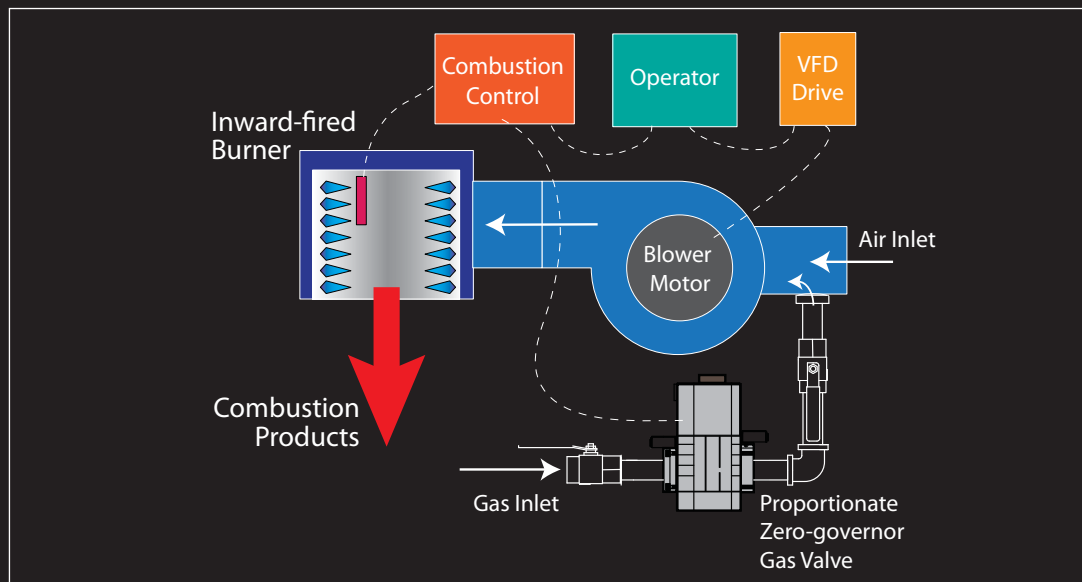 Combustion
Control
Operator
VFD
Drive
Inward-fired
Burner
Blower
Motor
Air Inlet
Combustion
Products
Gas Inlet
Proportionate
Zero-governor
Gas Valve